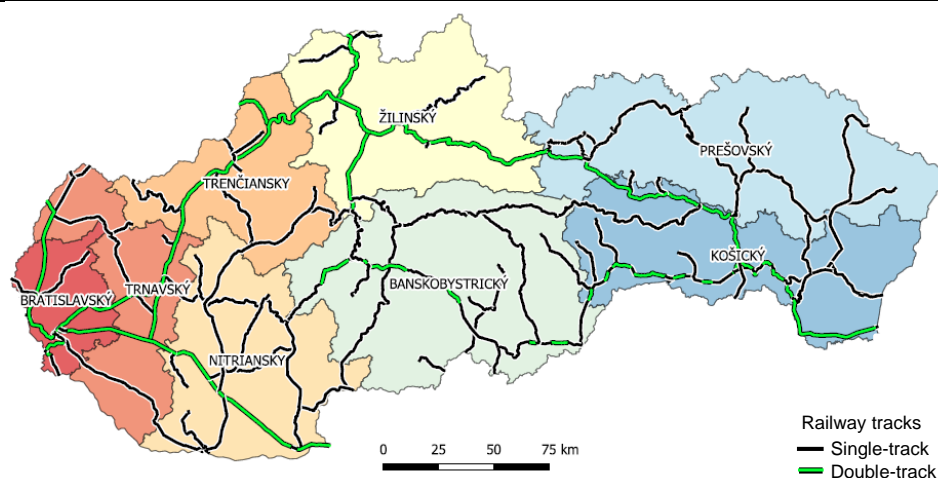 ŽILINSKÝ
PREŠOVSKÝ
TRENČIANSKY
KOŠICKÝ
BANSKOBYSTRICKÝ
TRNAVSKÝ
BRATISLAVSKÝ
NITRIANSKY
Railway tracks
Single-track
Double-track
0 25 50 75 km